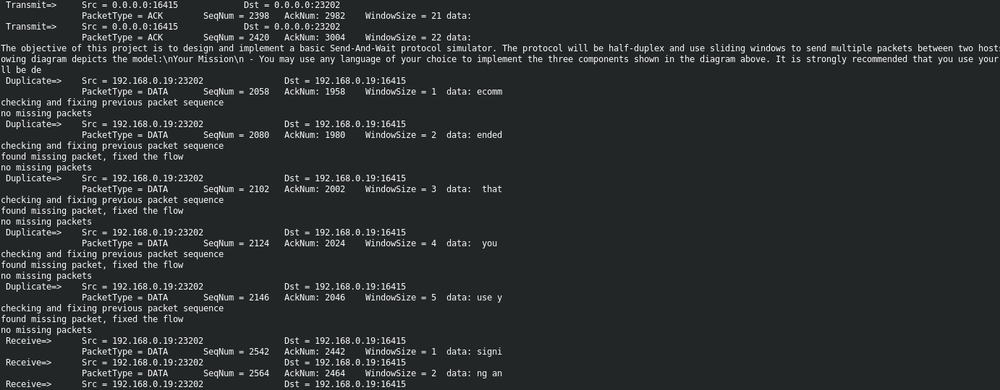 Transmit=> Src = 0.0.0.0:16415 Dst = 0.0.0.0:23202
PacketType = ACK SeqNum = 2398 AckNum: 2982 WindowSize = 21 data:
Transmit=> Src = 0.0.0.0:16415 Dst = 0.0.0.0:23202
PacketType = ACK SeqNum = 2420 AckNum: 3004 WindowSize = 22 data:
The objective of this project is to design and implement a basic Send-And-Wait protocol simulator. The protocol will be half-duplex and use sliding windows to send multiple packets between two hosts
owing diagram depicts the model:\nYour Mission\n - You may use any language of your choice to implement the three components shown in the diagram above. It is strongly recommended that you use your
ll be de
Duplicate=> Src = 192.168.0.19:23202 Dst = 192.168.0.19:16415
PacketType = DATA SeqNum = 2058 AckNum: 1958 WindowSize = 1 data: ecomm
checking and fixing previous packet sequence
no missing packets
Duplicate=> Src = 192.168.0.19:23202 Dst = 192.168.0.19:16415
PacketType = DATA SeqNum = 2080 AckNum: 1980 WindowSize = 2 data: ended
checking and fixing previous packet sequence
found missing packet, fixed the flow
no missing packets
Duplicate=> Src = 192.168.0.19:23202 Dst = 192.168.0.19:16415
PacketType = DATA SeqNum = 2102 AckNum: 2002 WindowSize = 3 data: that
checking and fixing previous packet sequence
found missing packet, fixed the flow
no missing packets
Duplicate=> Src = 192.168.0.19:23202 Dst = 192.168.0.19:16415
PacketType = DATA SeqNum = 2124 AckNum: 2024 WindowSize = 4 data: you
checking and fixing previous packet sequence
found missing packet, fixed the flow
no missing packets
Duplicate=> Src = 192.168.0.19:23202 Dst = 192.168.0.19:16415
PacketType = DATA SeqNum = 2146 AckNum: 2046 WindowSize = 5 data: use y
checking and fixing previous packet sequence
found missing packet, fixed the flow
no missing packets
Receive=> Src = 192.168.0.19:23202 Dst = 192.168.0.19:16415
PacketType = DATA SeqNum = 2542 AckNum: 2442 WindowSize = 1 data: signi
Receive=> Src = 192.168.0.19:23202 Dst = 192.168.0.19:16415
PacketType = DATA SeqNum = 2564 AckNum: 2464 WindowSize = 2 data: ng an
Receive=> Src = 192.168.0.19:23202 Dst = 192.168.0.19:16415